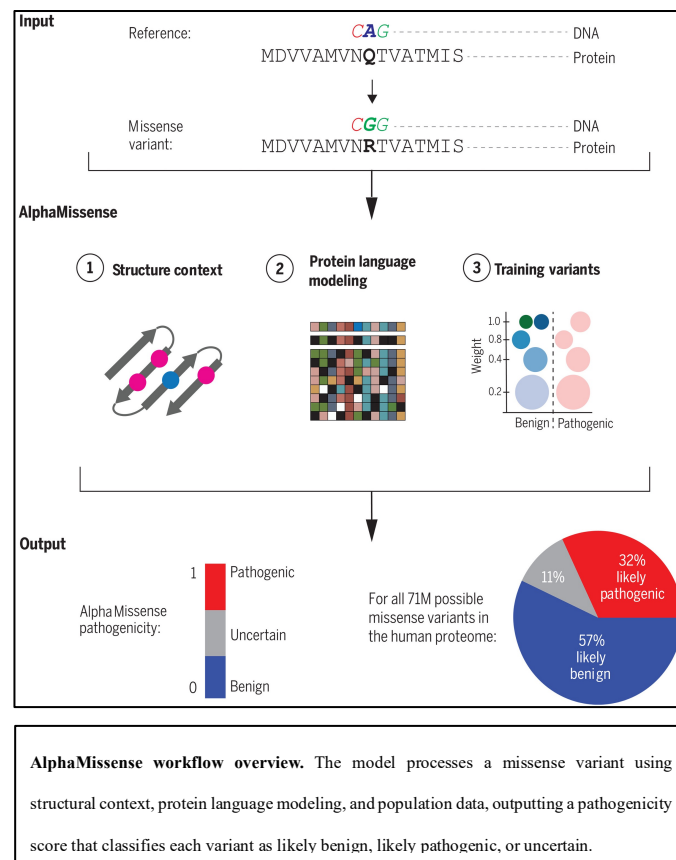 Input
Reference:
CAG
DNA
MDVVAMVNQTVATMIS
Protein
Missense
variant:
CGG
DNA
MDVVAMVNRTVATMIS
Protein
AlphaMissense
1 Structure context
2 Protein language
modeling
3 Training variants
Weight
1.0
0.8
0.4
0.2
Benign Pathogenic
Output
AlphaMissense
pathogenicity:
1 Pathogenic
Uncertain
0 Benign
For all 71M possible
missense variants in
the human proteome:
32%
likely
pathogenic
11%
57%
likely
benign
AlphaMissense workflow overview. The model processes a missense variant using
structural context, protein language modeling, and population data, outputting a pathogenicity
score that classifies each variant as likely benign, likely pathogenic, or uncertain.